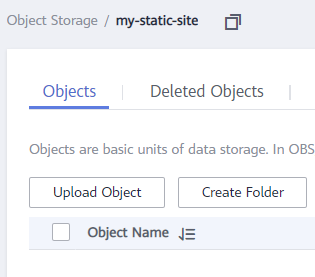 Object Storage / my-static-site
Objects
Deleted Objects
Objects are basic units of data storage. In OBS
Upload Object
Create Folder
Object Name